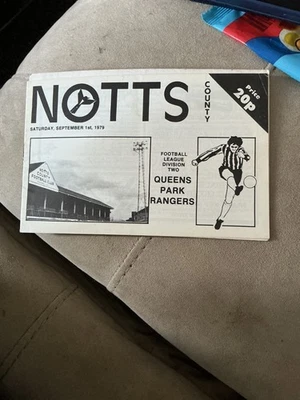 NOTTS
COUNTY
Price
20p
SATURDAY, SEPTEMBER 1st, 1979
FOOTBALL
LEAGUE
DIVISION
TWO
QUEENS
PARK
RANGERS